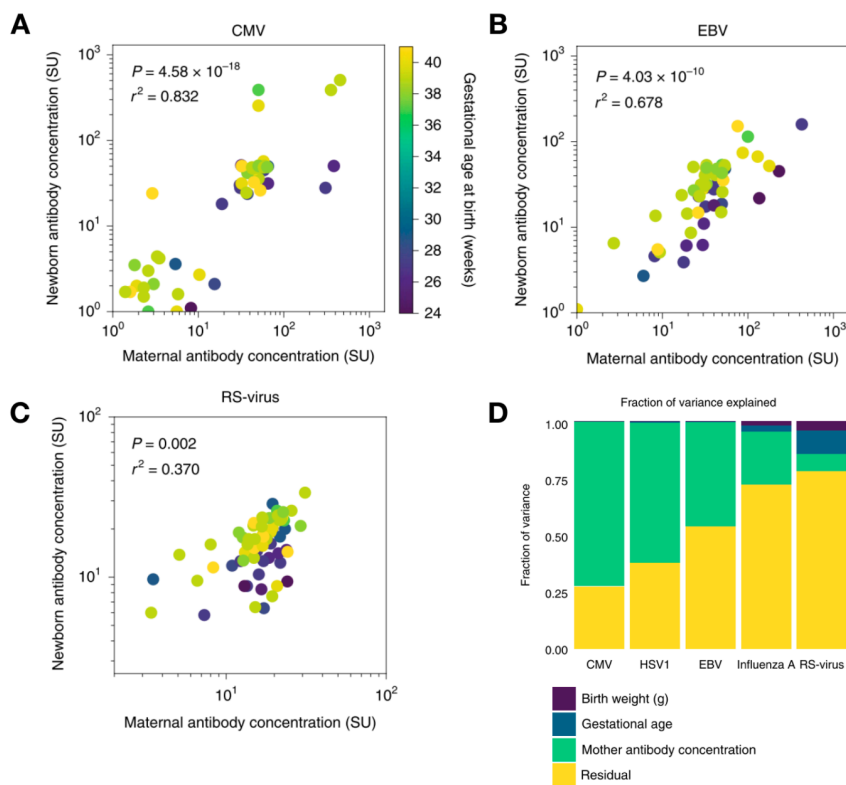 A
CMV
P = 4.58 × 10⁻¹⁸
r² = 0.832
10³
10²
10¹
10⁰
Newborn antibody concentration (SU)
10⁰
10¹
10²
10³
Maternal antibody concentration (SU)
40
38
36
34
32
30
28
26
24
Gestational age at birth (weeks)
B
EBV
P = 4.03 × 10⁻¹⁰
r² = 0.678
10³
10²
10¹
10⁰
Newborn antibody concentration (SU)
10⁰
10¹
10²
10³
Maternal antibody concentration (SU)
C
RS-virus
P = 0.002
r² = 0.370
10²
10¹
Newborn antibody concentration (SU)
10¹
10²
Maternal antibody concentration (SU)
D
Fraction of variance explained
1.00
0.75
0.50
0.25
0.00
Fraction of variance
CMV
HSV1
EBV
Influenza A
RS-virus
Birth weight (g)
Gestational age
Mother antibody concentration
Residual